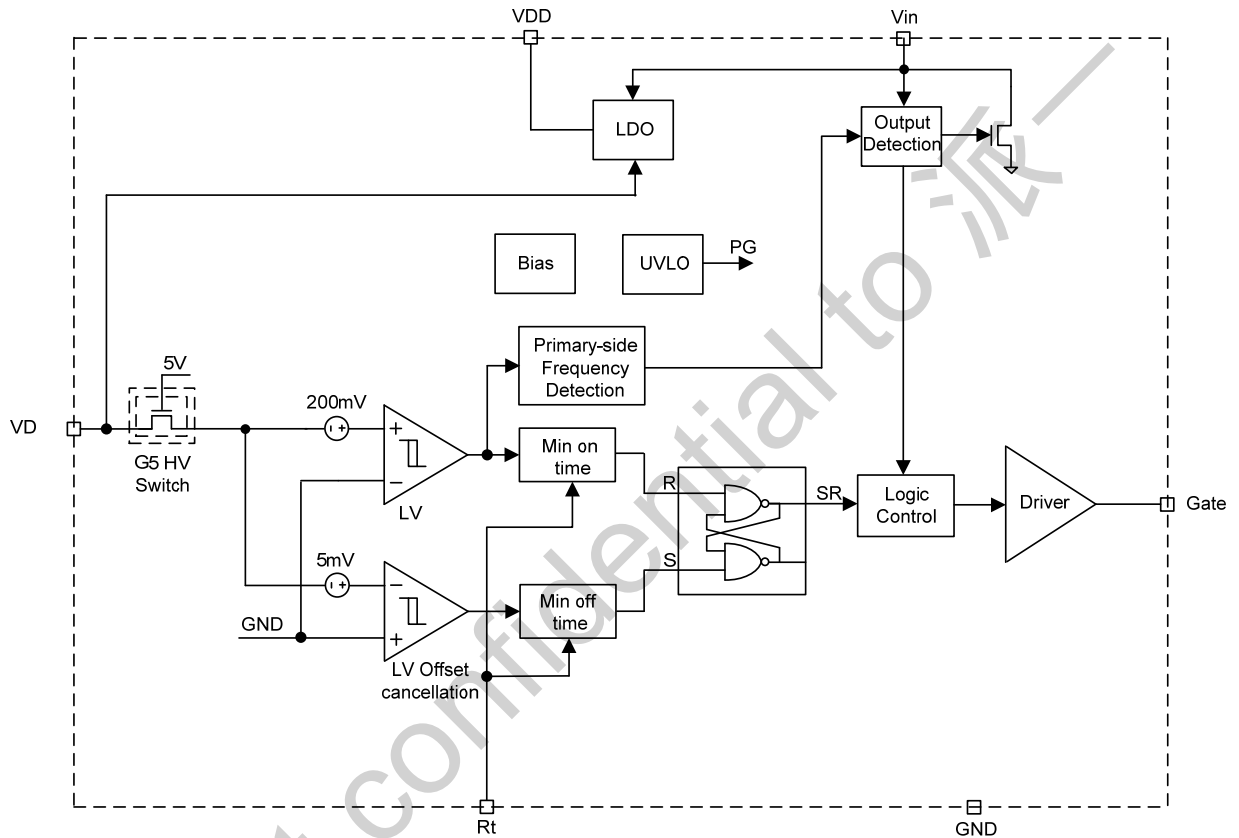 VDD
Vin
LDO
Output
Detection
Bias
UVLO
PG
Primary-side
Frequency
Detection
5V
200mV
VD
G5 HV
Switch
+
−
LV
Min on
time
R
SR
Logic
Control
Driver
Gate
5mV
−
+
S
Min off
time
GND
LV Offset
cancellation
Rt
GND
confidential to 派一